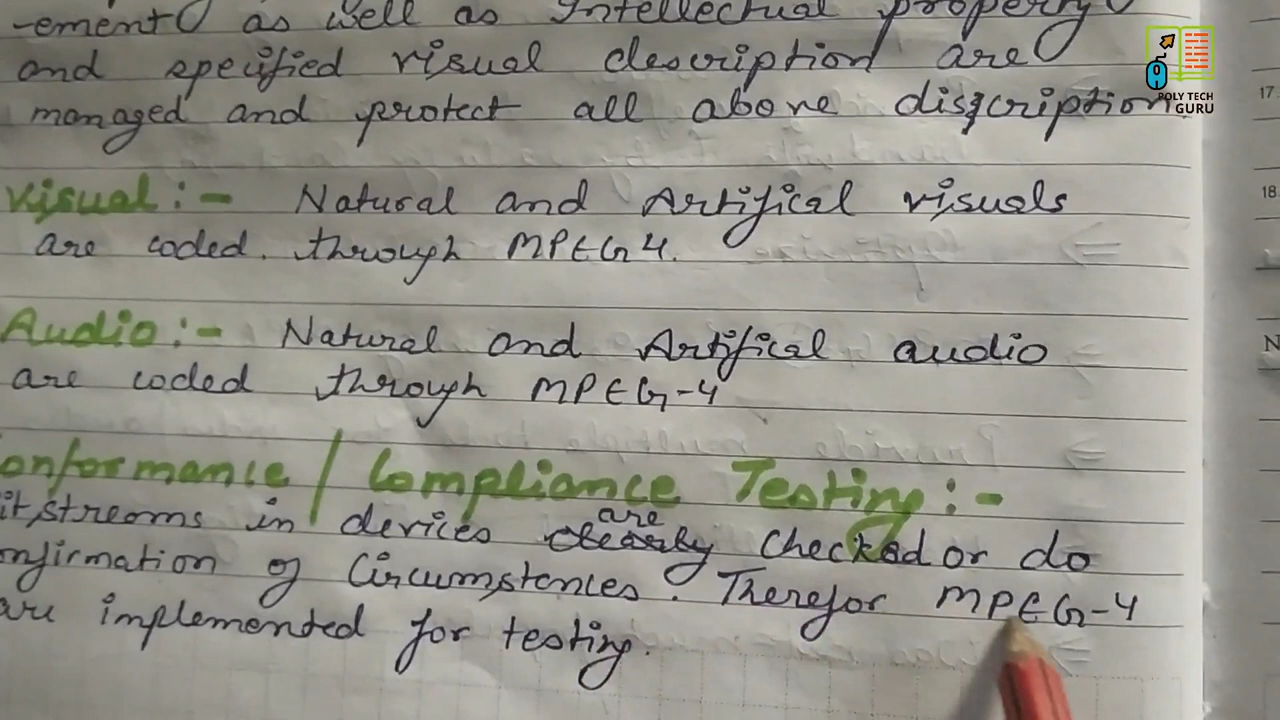 -ement as well as Intellectual property
and specified visual description are
managed and protect all above discription
POLY TECH
GURU
17
Visual:- Natural and Artifical visuals
are coded. through MPEG4.
18
Audio:- Natural and Artifical audio
are coded through MPEG-4
onformance / Compliance Testing:-
itstreams in devices are checked or do
onfirmation of Circumstences. Therefor MPEG-4
are implemented for testing.